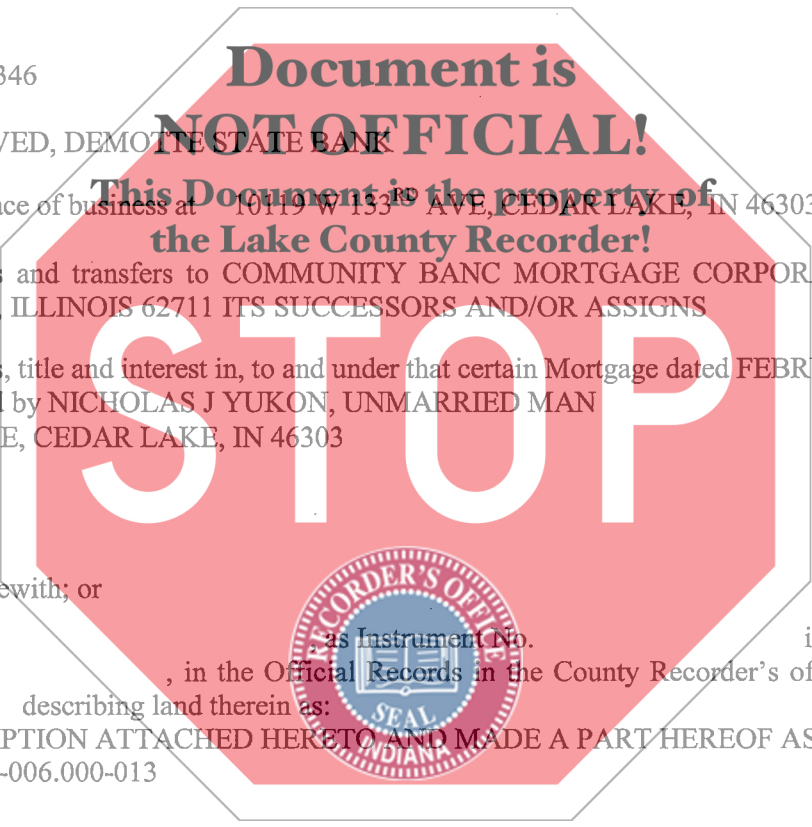 346
Document is
VED, DEMOTTE STATE BANK
NOT OFFICIAL!
ace of business at 10119 W 133RD AVE, CEDAR LAKE, IN 46303
This Document is the property of
the Lake County Recorder!
s and transfers to COMMUNITY BANC MORTGAGE CORPOR
, ILLINOIS 62711 ITS SUCCESSORS AND/OR ASSIGNS
STOP
s, title and interest in, to and under that certain Mortgage dated FEBR
d by NICHOLAS J YUKON, UNMARRIED MAN
E, CEDAR LAKE, IN 46303
ewith; or
RECORDER'S OFFICE
, as Instrument No. i
, in the Official Records in the County Recorder's of
describing land therein as:
SEAL
INDIANA
PTION ATTACHED HERETO AND MADE A PART HEREOF AS
-006.000-013